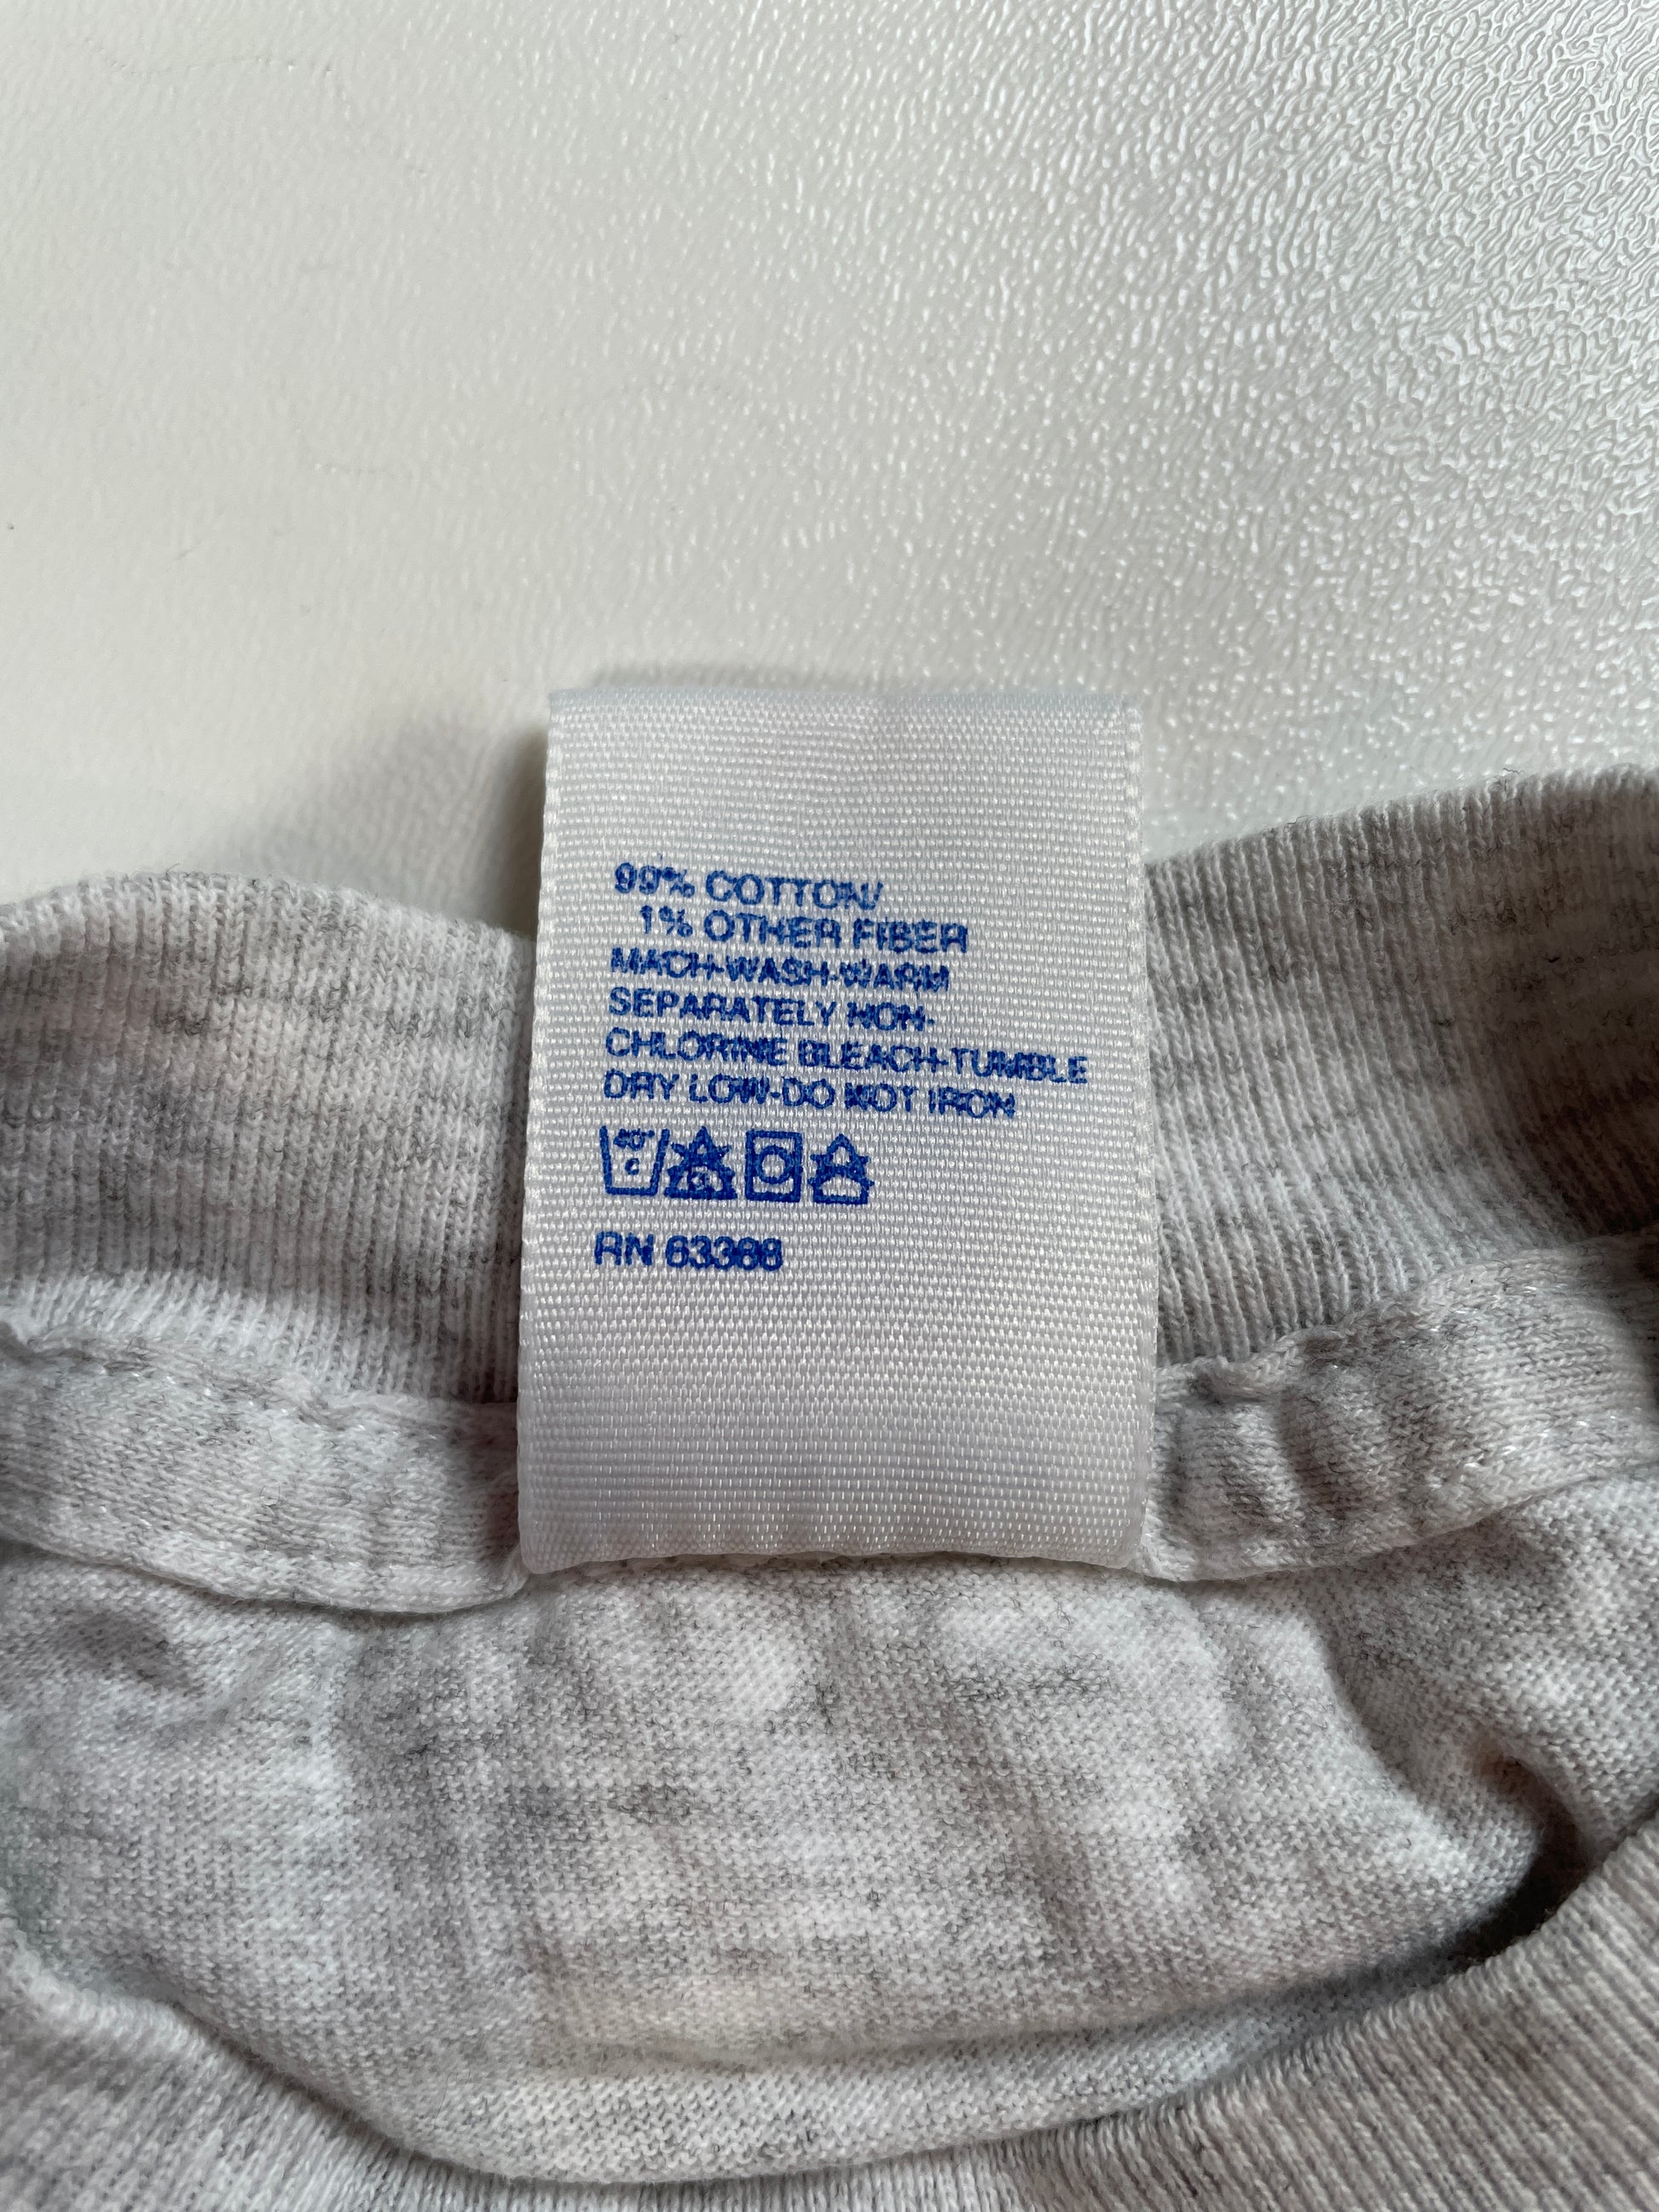 99% COTTON/
1% OTHER FIBER
MACH-WASH-WARM
SEPARATELY NON-
CHLORINE BLEACH-TUMBLE
DRY LOW-DO NOT IRON
40° C
RN 63388